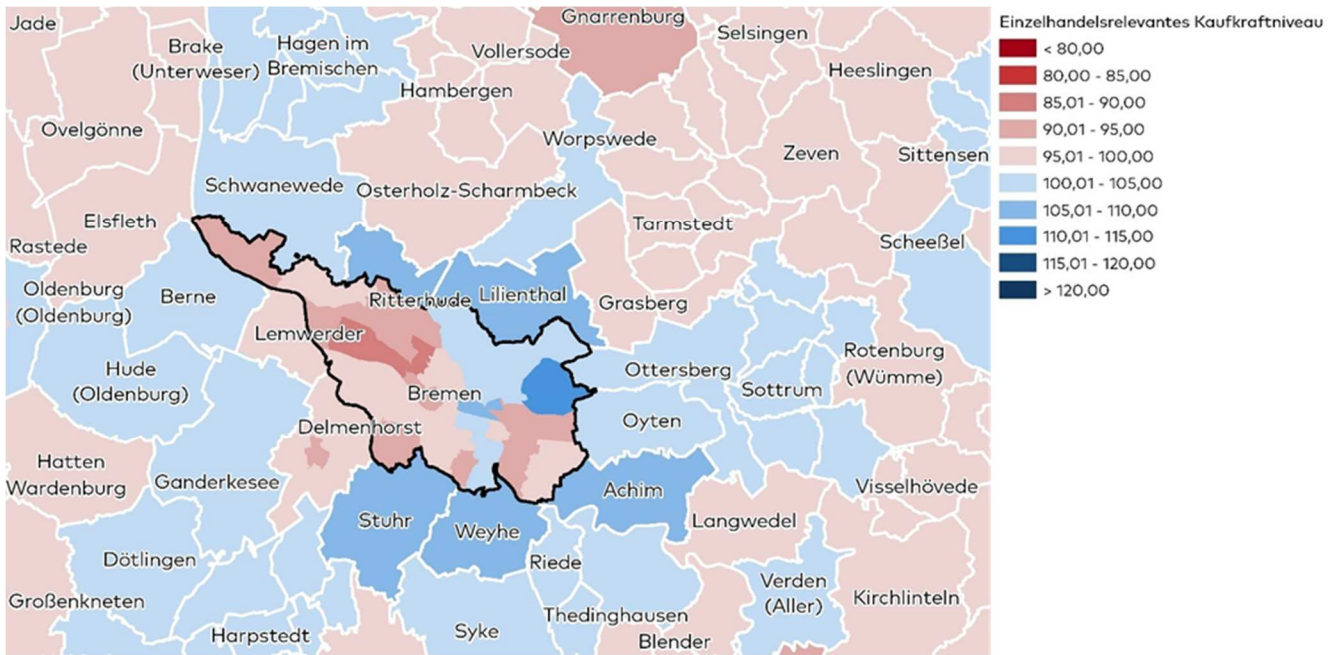 Jade
Gnarrenburg
Brake
(Unterweser)
Hagen im
Bremischen
Vollersode
Selsingen
Heeslingen
Hambergen
Ovelgönne
Worpswede
Zeven
Sittensen
Schwanewede
Osterholz-Scharmbeck
Elsfleth
Tarmstedt
Rastede
Scheeßel
Oldenburg
(Oldenburg)
Berne
Ritterhude
Lilienthal
Grasberg
Lemwerder
Hude
(Oldenburg)
Ottersberg
Rotenburg
(Wümme)
Sottrum
Bremen
Delmenhorst
Oyten
Hatten
Wardenburg
Ganderkesee
Achim
Visselhövede
Stuhr
Weyhe
Langwedel
Dötlingen
Riede
Verden
(Aller)
Großenkneten
Thedinghausen
Kirchlinteln
Harpstedt
Syke
Blender
Einzelhandelsrelevantes Kaufkraftniveau
< 80,00
80,00 - 85,00
85,01 - 90,00
90,01 - 95,00
95,01 - 100,00
100,01 - 105,00
105,01 - 110,00
110,01 - 115,00
115,01 - 120,00
> 120,00